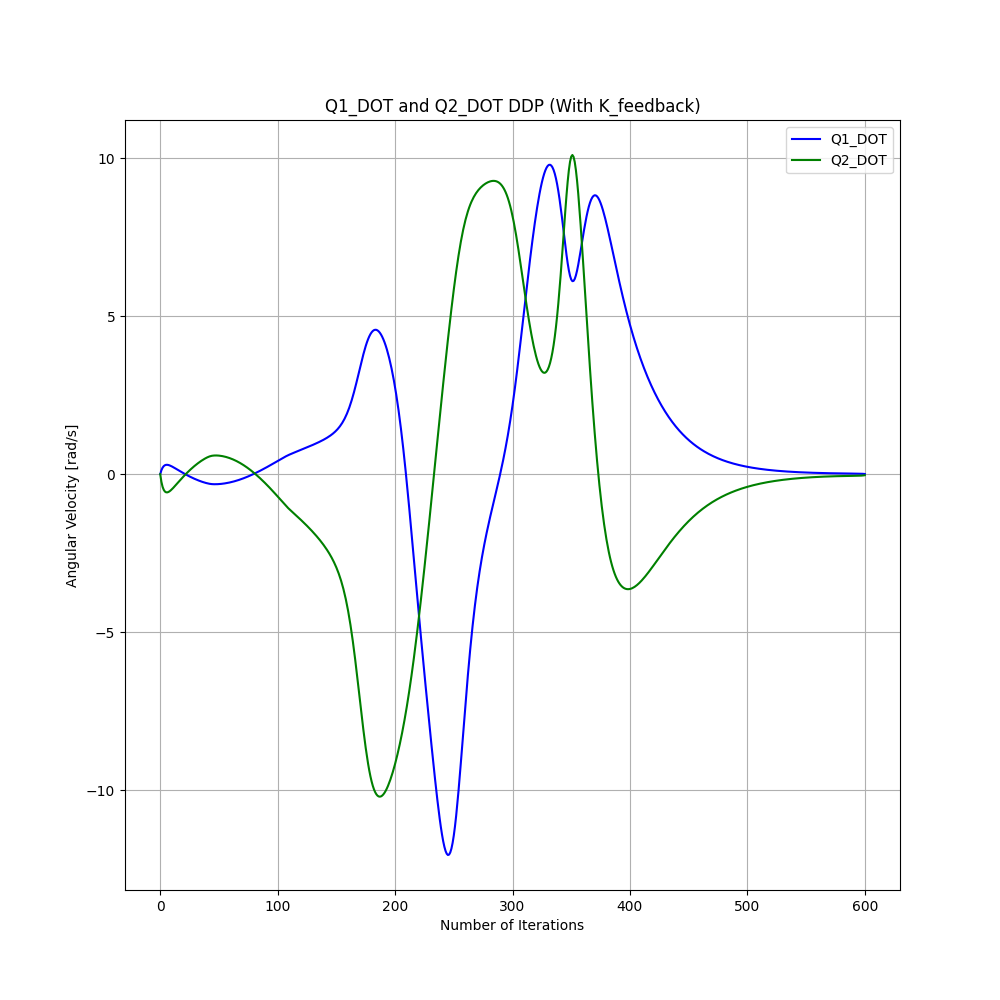 Q1_DOT and Q2_DOT DDP (With K_feedback)
Q1_DOT
Q2_DOT
Angular Velocity [rad/s]
10
5
0
−5
−10
0 100 200 300 400 500 600
Number of Iterations